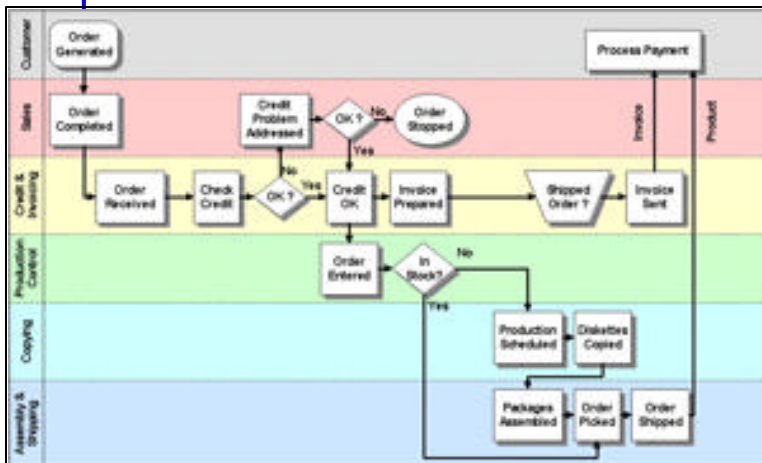 Customer
Order
Generated
Process Payment
Sales
Order
Completed
Credit
Problem
Addressed
OK ?
No
Order
Stopped
Yes
Invoice
Product
Credit &
Invoicing
Order
Received
Check
Credit
No
OK ?
Yes
Credit
OK
Invoice
Prepared
Shipped
Order ?
Invoice
Sent
Production
Control
Order
Entered
In
Stock?
No
Yes
Copying
Production
Scheduled
Diskettes
Copied
Assembly &
Shipping
Packages
Assembled
Order
Picked
Order
Shipped